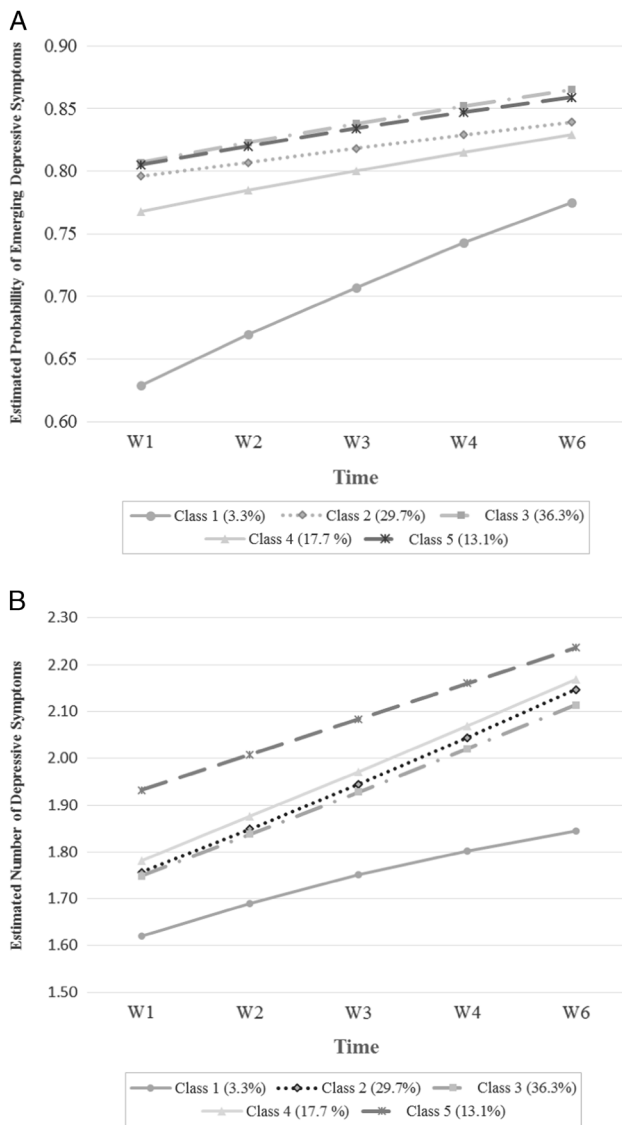 A
Estimated Probability of Emerging Depressive Symptoms
0.90
0.85
0.80
0.75
0.70
0.65
0.60
W1 W2 W3 W4 W6
Time
Class 1 (3.3%) Class 2 (29.7%) Class 3 (36.3%)
Class 4 (17.7 %) Class 5 (13.1%)
B
Estimated Number of Depressive Symptoms
2.30
2.20
2.10
2.00
1.90
1.80
1.70
1.60
1.50
W1 W2 W3 W4 W6
Time
Class 1 (3.3%) Class 2 (29.7%) Class 3 (36.3%)
Class 4 (17.7 %) Class 5 (13.1%)